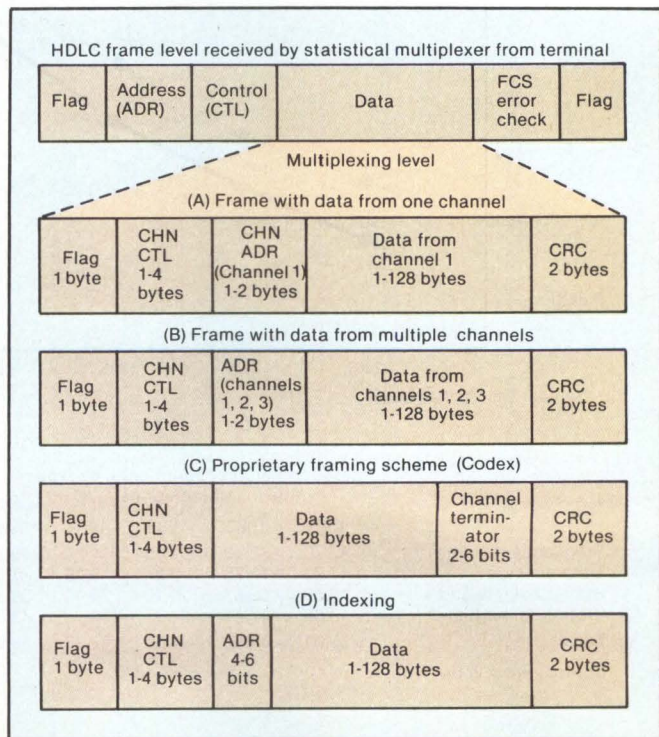 HDLC frame level received by statistical multiplexer from terminal
Flag
Address
(ADR)
Control
(CTL)
Data
FCS
error
check
Flag
Multiplexing level
(A) Frame with data from one channel
Flag
1 byte
CHN
CTL
1-4
bytes
CHN
ADR
(Channel 1)
1-2 bytes
Data from
channel 1
1-128 bytes
CRC
2 bytes
(B) Frame with data from multiple channels
Flag
1 byte
CHN
CTL
1-4
bytes
ADR
(channels
1, 2, 3)
1-2 bytes
Data from
channels 1, 2, 3
1-128 bytes
CRC
2 bytes
(C) Proprietary framing scheme (Codex)
Flag
1 byte
CHN
CTL
1-4 bytes
Data
1-128 bytes
Channel
termin-
ator
2-6 bits
CRC
2 bytes
(D) Indexing
Flag
1 byte
CHN
CTL
1-4 bytes
ADR
4-6
bits
Data
1-128 bytes
CRC
2 bytes